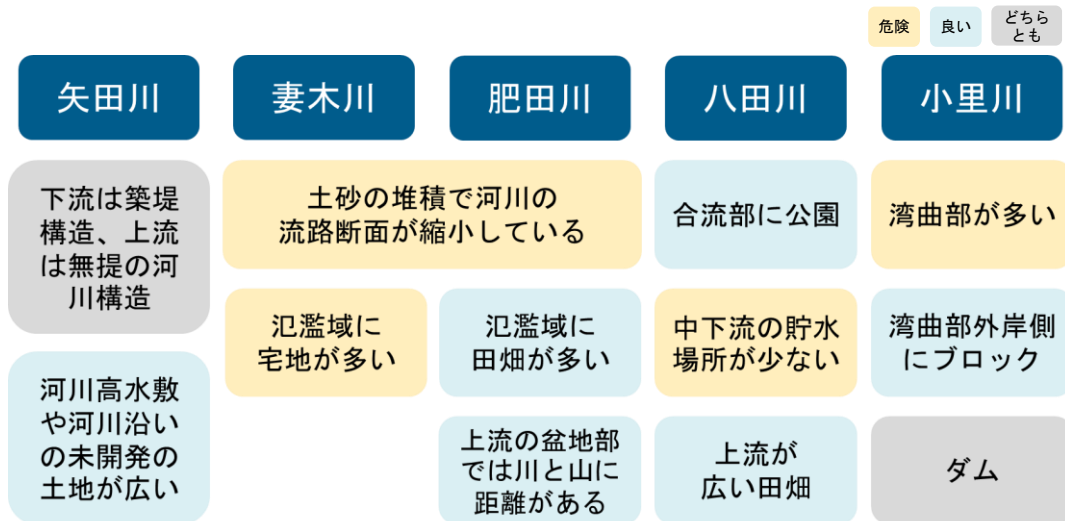 危険
良い
どちら
とも
矢田川
妻木川
肥田川
八田川
小里川
下流は築堤
構造、上流
は無提の河
川構造
土砂の堆積で河川の
流路断面が縮小している
合流部に公園
湾曲部が多い
氾濫域に
宅地が多い
氾濫域に
田畑が多い
中下流の貯水
場所が少ない
湾曲部外岸側
にブロック
河川高水敷
や河川沿い
の未開発の
土地が広い
上流の盆地部
では川と山に
距離がある
上流が
広い田畑
ダム